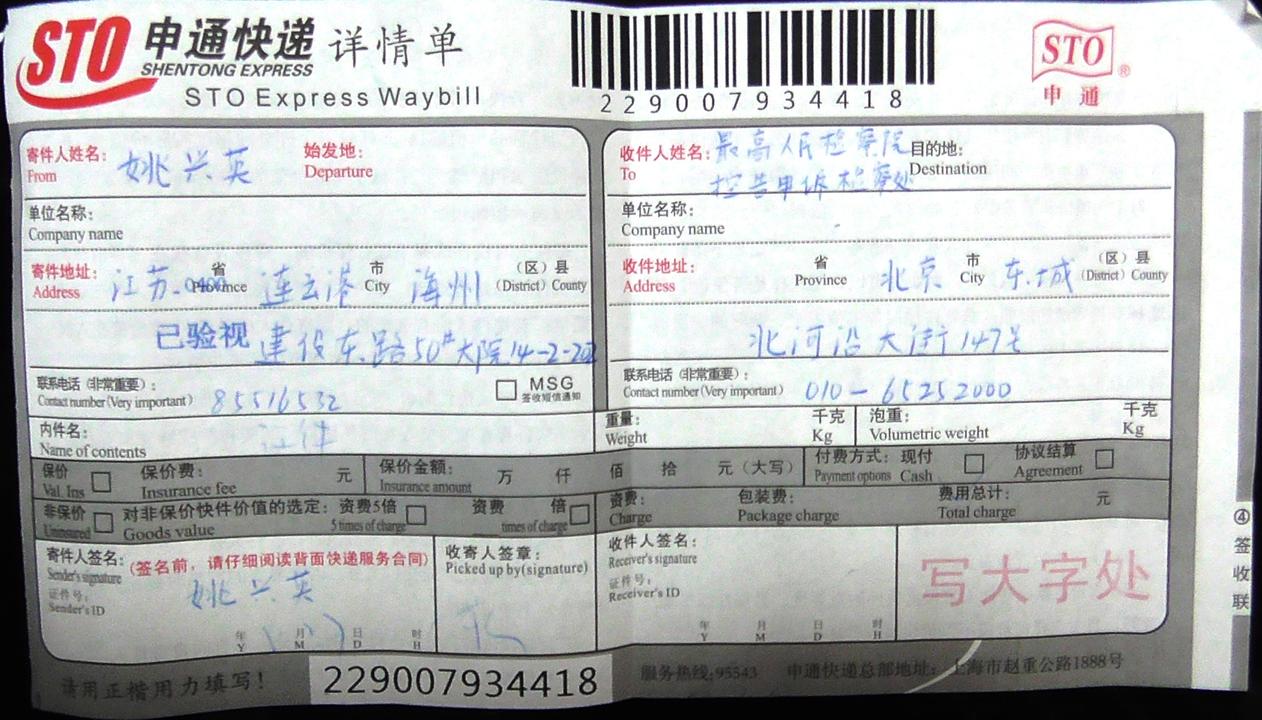 STO 申通快递 详情单
SHENTONG EXPRESS
STO Express Waybill
229007934418
STO ®
申通
寄件人姓名: 姚兴英 始发地:
From Departure
单位名称:
Company name
寄件地址: 江苏 省 连云港 市 海州 (区)县
Address Province City (District) County
已验视 建设东路50#大院14-2-202
联系电话(非常重要): 85516532 MSG
Contact number(Very important) 签收短信通知
内件名:
Name of contents
收件人姓名: 最高人民检察院 目的地:
To 控告申诉检察处 Destination
单位名称:
Company name
收件地址: 省 北京 市 东城 (区)县
Address Province City (District) County
北河沿大街147号
联系电话(非常重要): 010-65252000
Contact number(Very important)
重量: 千克 泡重: 千克
Weight Kg Volumetric weight Kg
保价 保价费: 元 保价金额: 万 仟 佰 拾 元(大写) 付费方式: 现付 协议结算
Val. Ins Insurance fee Insurance amount Payment options Cash Agreement
非保价 对非保价快件价值的选定: 资费5倍 资费 倍 资费: 包装费: 费用总计: 元
Uninsured Goods value 5 times of charge times of charge Charge Package charge Total charge
寄件人签名: (签名前,请仔细阅读背面快递服务合同)
Sender's signature 姚兴英
证件号:
Sender's ID
年 月 日 时
Y M D H
收寄人签章:
Picked up by(signature)
收件人签名:
Receiver's signature
证件号:
Receiver's ID
年 月 日 时
Y M D H
写大字处
④签收联
请用正楷用力填写! 229007934418 服务热线:95543 申通快递总部地址: 上海市赵重公路1888号